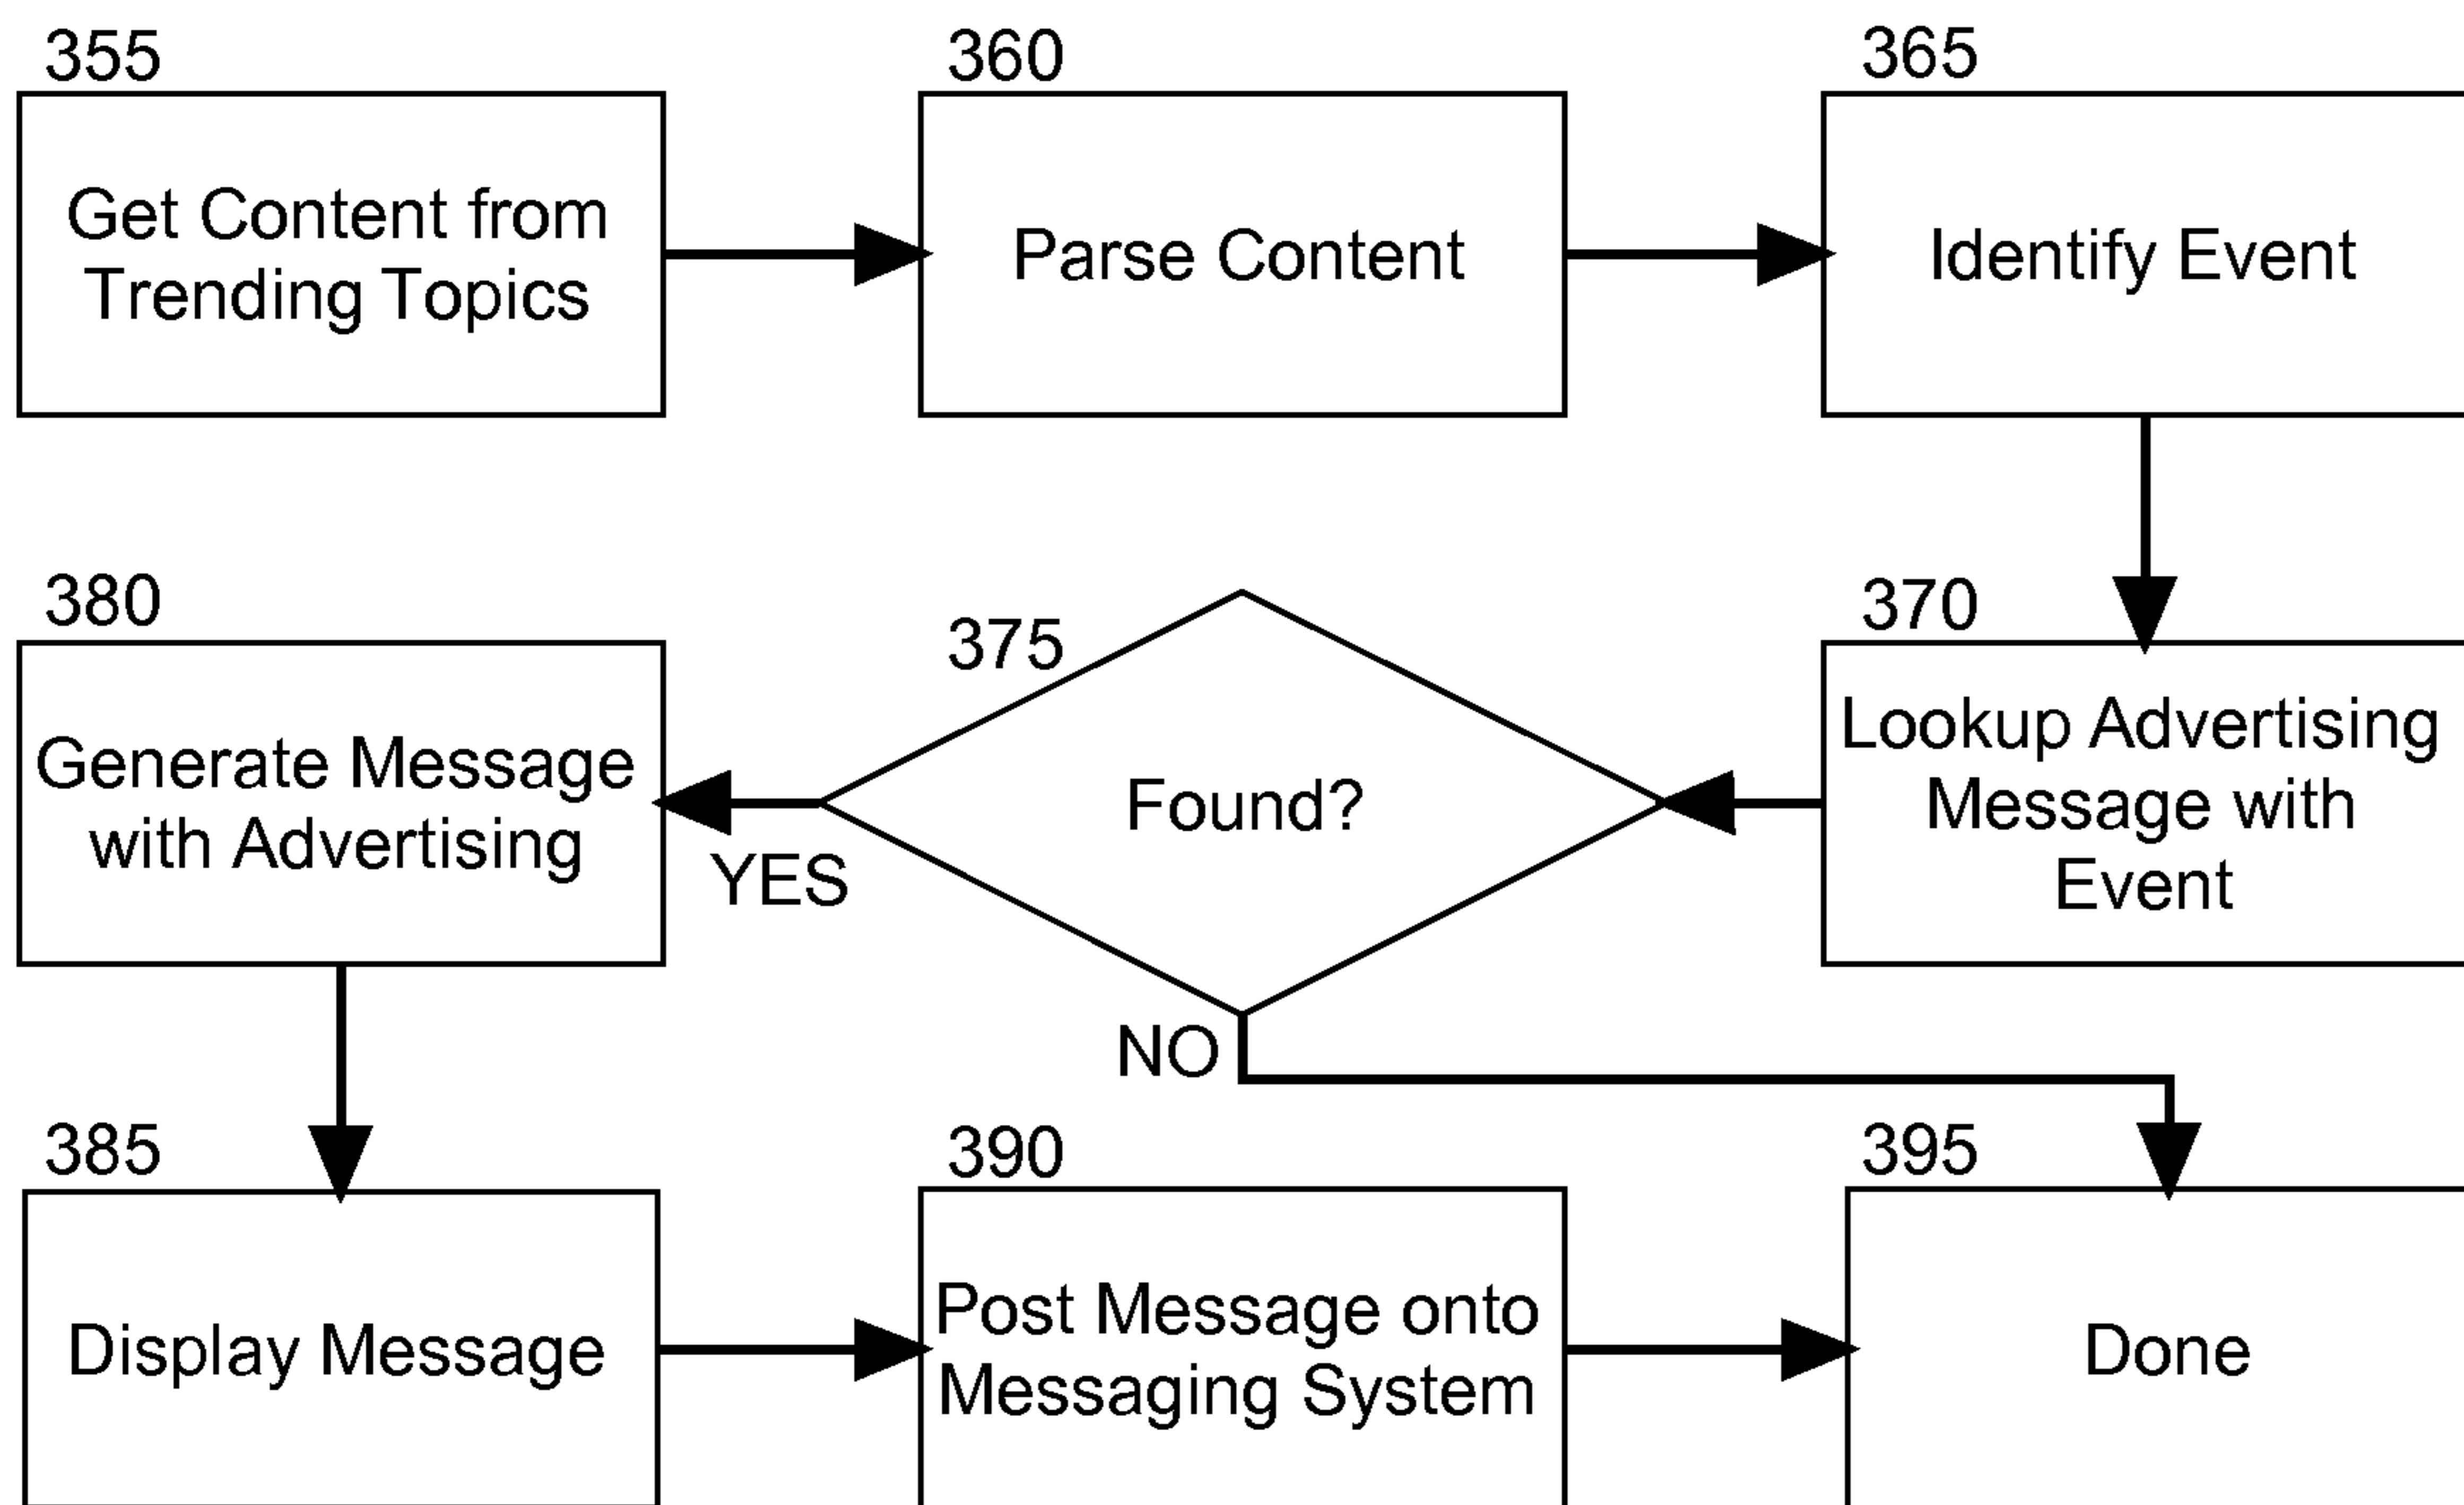 355
Get Content from
Trending Topics
360
Parse Content
365
Identify Event
370
Lookup Advertising
Message with
Event
375
Found?
YES
NO
380
Generate Message
with Advertising
385
Display Message
390
Post Message onto
Messaging System
395
Done